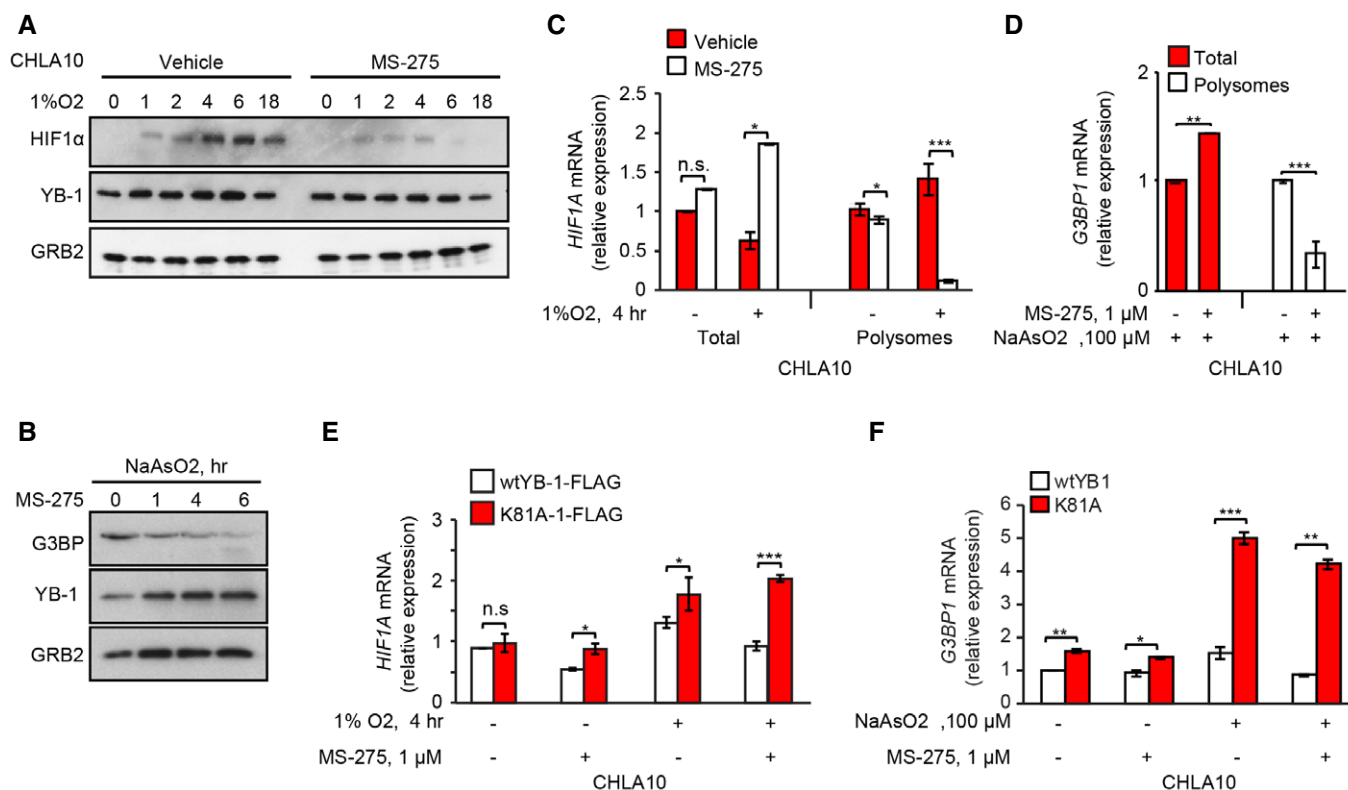 A
CHLA10 Vehicle MS-275
1%O2 0 1 2 4 6 18 0 1 2 4 6 18
HIF1α
YB-1
GRB2
B
NaAsO2, hr
MS-275 0 1 4 6
G3BP
YB-1
GRB2
C
Vehicle
MS-275
HIF1A mRNA
(relative expression)
2.5
2
1.5
1
0.5
0
n.s. * * ***
1%O2, 4 hr - + - +
Total Polysomes
CHLA10
D
Total
Polysomes
G3BP1 mRNA
(relative expression)
2
1
0
** ***
MS-275, 1 µM - + - +
NaAsO2 ,100 µM + + + +
E
wtYB-1-FLAG
K81A-1-FLAG
HIF1A mRNA
(relative expression)
3
2
1
0
n.s * * ***
1% O2, 4 hr - - + +
MS-275, 1 µM - + - +
CHLA10
F
wtYB1
K81A
G3BP1 mRNA
(relative expression)
6
5
4
3
2
1
0
** * *** **
NaAsO2 ,100 µM - - + +
MS-275, 1 µM - + - +
CHLA10